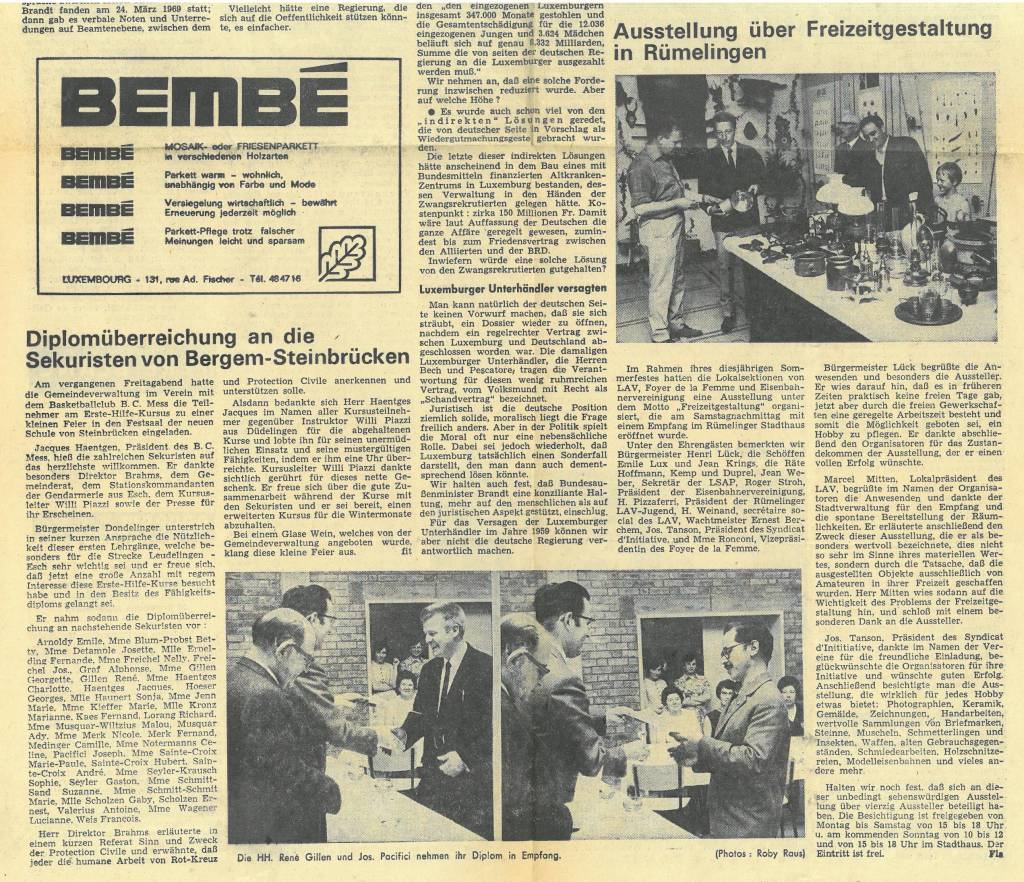 Brandt fanden am 24. März 1969 statt;
dann gab es verbale Noten und Unterre-
dungen auf Beamtenebene, zwischen dem
Vielleicht hätte eine Regierung, die
sich auf die Oeffentlichkeit stützen könn-
te, es einfacher.
BEMBÉ
BEMBÉ
MOSAIK- oder FRIESENPARKETT
in verschiedenen Holzarten
BEMBÉ
Parkett warm – wohnlich,
unabhängig von Farbe und Mode
BEMBÉ
Versiegelung wirtschaftlich – bewährt
Erneuerung jederzeit möglich
BEMBÉ
Parkett-Pflege trotz falscher
Meinungen leicht und sparsam
LUXEMBOURG - 131, rue Ad. Fischer - Tél. 484716
Diplomüberreichung an die
Sekuristen von Bergem-Steinbrücken
Am vergangenen Freitagabend hatte
die Gemeindeverwaltung im Verein mit
dem Basketballclub B. C. Mess die Teil-
nehmer am Erste-Hilfe-Kursus zu einer
kleinen Feier in den Festsaal der neuen
Schule von Steinbrücken eingeladen.
Jacques Haentgen, Präsident des B. C.
Mess, hieß die zahlreichen Sekuristen auf
das herzlichste willkommen. Er dankte
besonders Direktor Brahms, dem Ge-
meinderat, dem Stationskommandanten
der Gendarmerie aus Esch, dem Kursus-
leiter Willi Piazzi sowie der Presse für
ihr Erscheinen.
Bürgermeister Dondelinger unterstrich
in seiner kurzen Ansprache die Nützlich-
keit dieser ersten Lehrgänge, welche be-
sonders für die Strecke Leudelingen -
Esch sehr wichtig sei und er freue sich,
daß jetzt eine große Anzahl mit regem
Interesse diese Erste-Hilfe-Kurse besucht
habe und in den Besitz des Fähigkeits-
diploms gelangt sei.
Er nahm sodann die Diplomüberrei-
chung an nachstehende Sekuristen vor :
Arnoldy Emile, Mme Blum-Probst Bet-
ty, Mme Detampie Josette, Mlle Erpel-
ding Fernande, Mme Freichel Nelly, Frei-
chel Jos., Graf Alphonse, Mme Gillen
Georgette, Gillen René, Mme Haentges
Charlotte, Haentges Jacques, Hoeser
Georges, Mlle Haupert Sonja, Mme Jenn
Marie, Mme Kieffer Marie, Mlle Kronz
Marianne, Kaes Fernand, Lorang Richard,
Mme Musquar-Wiltzius Malou, Musquar
Ady, Mme Merk Nicole, Merk Fernand,
Medinger Camille, Mme Notermanns Ce-
line, Pacifici Joseph, Mme Sainte-Croix
Marie-Paule, Sainte-Croix Hubert, Sain-
te-Croix André, Mme Seyler-Krausch
Sophie, Seyler Gaston, Mme Schmitt-
Sand Suzanne, Mme Schmitt-Schmit
Marie, Mlle Scholzen Gaby, Scholzen Er-
nest, Valerius Antoine, Mme Wagener
Lucianne, Weis Francois.
Herr Direktor Brahms erläuterte in
einem kurzen Referat Sinn und Zweck
der Protection Civile und erwähnte, daß
jeder die humane Arbeit von Rot-Kreuz
und Protection Civile anerkennen und
unterstützen solle.
Alsdann bedankte sich Herr Haentges
Jacques im Namen aller Kursusteilneh-
mer gegenüber Instruktor Willi Piazzi
aus Düdelingen für die abgehaltenen
Kurse und lobte ihn für seinen unermüd-
lichen Einsatz und seine mustergültigen
Fähigkeiten, indem er ihm eine Uhr über-
reichte. Kursusleiter Willi Piazzi dankte
sichtlich gerührt für dieses nette Ge-
schenk. Er freue sich über die gute Zu-
sammenarbeit während der Kurse mit
den Sekuristen und er sei bereit, einen
erweiterten Kursus für die Wintermonate
abzuhalten.
Bei einem Glase Wein, welches von der
Gemeindeverwaltung angeboten wurde,
klang diese kleine Feier aus. fit
den „den eingezogenen Luxemburgern
insgesamt 347.000 Monate gestohlen und
die Gesamtentschädigung für die 12.036
eingezogenen Jungen und 3.624 Mädchen
beläuft sich auf genau 8.332 Milliarden,
Summe die von seiten der deutschen Re-
gierung an die Luxemburger ausgezahlt
werden muß.“
Wir nehmen an, daß eine solche Forde-
rung inzwischen reduziert wurde. Aber
auf welche Höhe ?
● Es wurde auch schon viel von den
„indirekten“ Lösungen geredet,
die von deutscher Seite in Vorschlag als
Wiedergutmachungsgeste gebracht wur-
den.
Die letzte dieser indirekten Lösungen
hätte anscheinend in dem Bau eines mit
Bundesmitteln finanzierten Altkranken-
Zentrums in Luxemburg bestanden, des-
sen Verwaltung in den Händen der
Zwangsrekrutierten gelegen hätte. Ko-
stenpunkt : zirka 150 Millionen Fr. Damit
wäre laut Auffassung der Deutschen die
ganze Affäre geregelt gewesen, zumin-
dest bis zum Friedensvertrag zwischen
den Alliierten und der BRD.
Inwiefern würde eine solche Lösung
von den Zwangsrekrutierten gutgehalten?
Luxemburger Unterhändler versagten
Man kann natürlich der deutschen Sei-
te keinen Vorwurf machen, daß sie sich
sträubt, ein Dossier wieder zu öffnen,
nachdem ein regelrechter Vertrag zwi-
schen Luxemburg und Deutschland ab-
geschlossen worden war. Die damaligen
Luxemburger Unterhändler, die Herren
Bech und Pescatore, tragen die Verant-
wortung für diesen wenig ruhmreichen
Vertrag, vom Volksmund mit Recht als
„Schandvertrag“ bezeichnet.
Juristisch ist die deutsche Position
ziemlich solide, moralisch liegt die Frage
freilich anders. Aber in der Politik spielt
die Moral oft nur eine nebensächliche
Rolle. Dabei sei jedoch wiederholt, daß
Luxemburg tatsächlich einen Sonderfall
darstellt, den man dann auch dement-
sprechend lösen könnte.
Wir halten auch fest, daß Bundesau-
ßenminister Brandt eine konziliante Hal-
tung, mehr auf den menschlichen als auf
den juristischen Aspekt gestützt, einschlug.
Für das Versagen der Luxemburger
Unterhändler im Jahre 1959 können wir
aber nicht die deutsche Regierung ver-
antwortlich machen.
Die HH. René Gillen und Jos. Pacifici nehmen ihr Diplom in Empfang.
(Photos : Roby Raus)
Ausstellung über Freizeitgestaltung
in Rümelingen
Im Rahmen ihres diesjährigen Som-
merfestes hatten die Lokalsektionen von
LAV, Foyer de la Femme und Eisenbah-
nervereinigung eine Ausstellung unter
dem Motto „Freizeitgestaltung“ organi-
siert, die am Samstagnachmittag mit
einem Empfang im Rümelinger Stadthaus
eröffnet wurde.
Unter den Ehrengästen bemerkten wir
Bürgermeister Henri Lück, die Schöffen
Emile Lux und Jean Krings, die Räte
Hoffmann, Kemp und Duprel, Jean We-
ber, Sekretär der LSAP, Roger Stroh,
Präsident der Eisenbahnervereinigung,
H. Pizzaferri, Präsident der Rümelinger
LAV-Jugend, H. Weinand, secrétaire so-
cial des LAV, Wachtmeister Ernest Ber-
chen, Jos. Tanson, Präsident des Syndicat
d'Initiative, und Mme Ronconi, Vizepräsi-
dentin des Foyer de la Femme.
Bürgermeister Lück begrüßte die An-
wesenden und besonders die Aussteller.
Er wies darauf hin, daß es in früheren
Zeiten praktisch keine freien Tage gab,
jetzt aber durch die freien Gewerkschaf-
ten eine geregelte Arbeitszeit besteht und
somit die Möglichkeit geboten sei, ein
Hobby zu pflegen. Er dankte abschlie-
ßend den Organisatoren für das Zustan-
dekommen der Ausstellung, der er einen
vollen Erfolg wünschte.
Marcel Mitten, Lokalpräsident des
LAV, begrüßte im Namen der Organisa-
toren die Anwesenden und dankte der
Stadtverwaltung für den Empfang und
die spontane Bereitstellung der Räum-
lichkeiten. Er erläuterte anschließend den
Zweck dieser Ausstellung, die er als be-
sonders wertvoll bezeichnete, dies nicht
so sehr im Sinne ihres materiellen Wer-
tes, sondern durch die Tatsache, daß die
ausgestellten Objekte ausschließlich von
Amateuren in ihrer Freizeit geschaffen
wurden. Herr Mitten wies sodann auf die
Wichtigkeit des Problems der Freizeitge-
staltung hin, und schloß mit einem be-
sonderen Dank an die Aussteller.
Jos. Tanson, Präsident des Syndicat
d'Inititiative, dankte im Namen der Ver-
eine für die freundliche Einladung, be-
glückwünschte die Organisatoren für ihre
Initiative und wünschte guten Erfolg.
Anschließend besichtigte man die Aus-
stellung, die wirklich für jedes Hobby
etwas bietet: Photographien, Keramik,
Gemälde, Zeichnungen, Handarbeiten,
wertvolle Sammlungen von Briefmarken,
Steine, Muscheln, Schmetterlingen und
Insekten, Waffen, alten Gebrauchsgegen-
ständen, Schmiedearbeiten, Holzschnitze-
reien, Modelleisenbahnen und vieles an-
dere mehr.
Halten wir noch fest, daß sich an die-
ser unbedingt sehenswürdigen Ausstel-
lung über vierzig Aussteller beteiligt ha-
ben. Die Besichtigung ist freigegeben von
Montag bis Samstag von 15 bis 18 Uhr
u. am kommenden Sonntag von 10 bis 12
und von 15 bis 18 Uhr im Stadthaus. Der
Eintritt ist frei. Fis